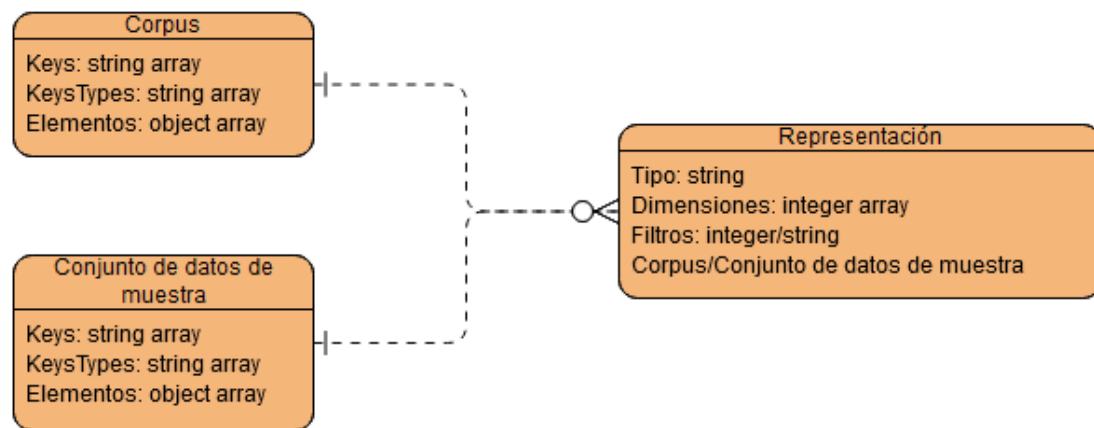 Corpus
Keys: string array
KeysTypes: string array
Elementos: object array
Representación
Tipo: string
Dimensiones: integer array
Filtros: integer/string
Corpus/Conjunto de datos de muestra
Conjunto de datos de
muestra
Keys: string array
KeysTypes: string array
Elementos: object array